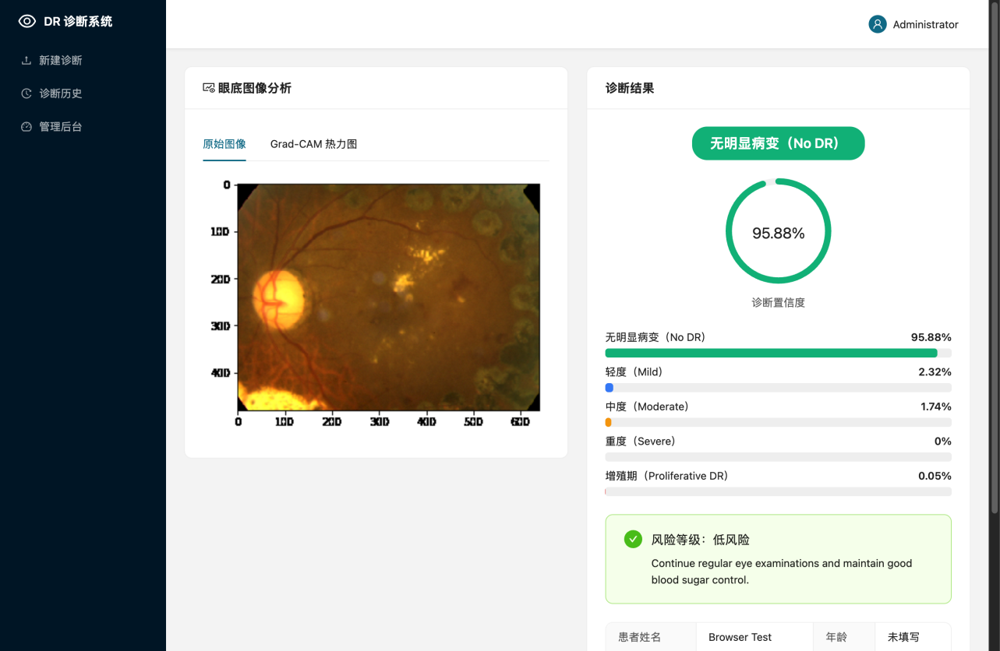 DR 诊断系统
新建诊断
诊断历史
管理后台
Administrator
眼底图像分析
原始图像
Grad-CAM 热力图
0
100
200
300
400
0
100
200
300
400
500
600
诊断结果
无明显病变（No DR）
95.88%
诊断置信度
无明显病变（No DR） 95.88%
轻度（Mild） 2.32%
中度（Moderate） 1.74%
重度（Severe） 0%
增殖期（Proliferative DR） 0.05%
风险等级：低风险
Continue regular eye examinations and maintain good
blood sugar control.
患者姓名 Browser Test 年龄 未填写